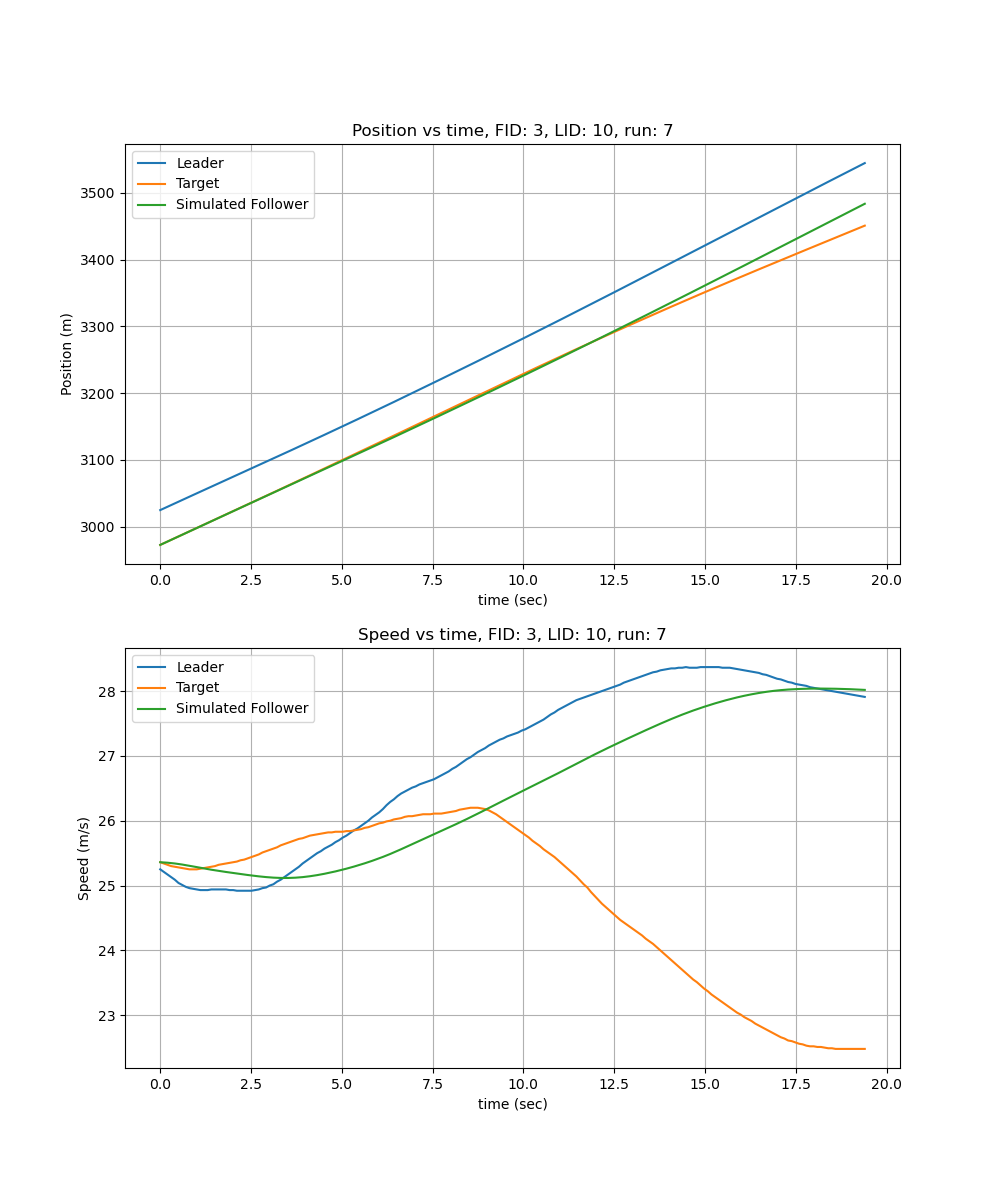 Position vs time, FID: 3, LID: 10, run: 7
Leader
Target
Simulated Follower
3500
3400
3300
3200
3100
3000
Position (m)
0.0 2.5 5.0 7.5 10.0 12.5 15.0 17.5 20.0
time (sec)
Speed vs time, FID: 3, LID: 10, run: 7
Leader
Target
Simulated Follower
28
27
26
25
24
23
Speed (m/s)
0.0 2.5 5.0 7.5 10.0 12.5 15.0 17.5 20.0
time (sec)